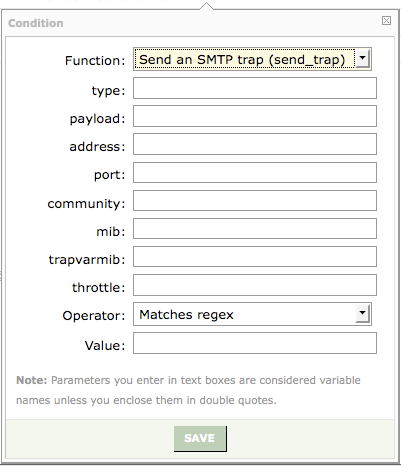 Condition
Function: Send an SMTP trap (send_trap)
type:
payload:
address:
port:
community:
mib:
trapvarmib:
throttle:
Operator: Matches regex
Value:
Note: Parameters you enter in text boxes are considered variable
names unless you enclose them in double quotes.
SAVE